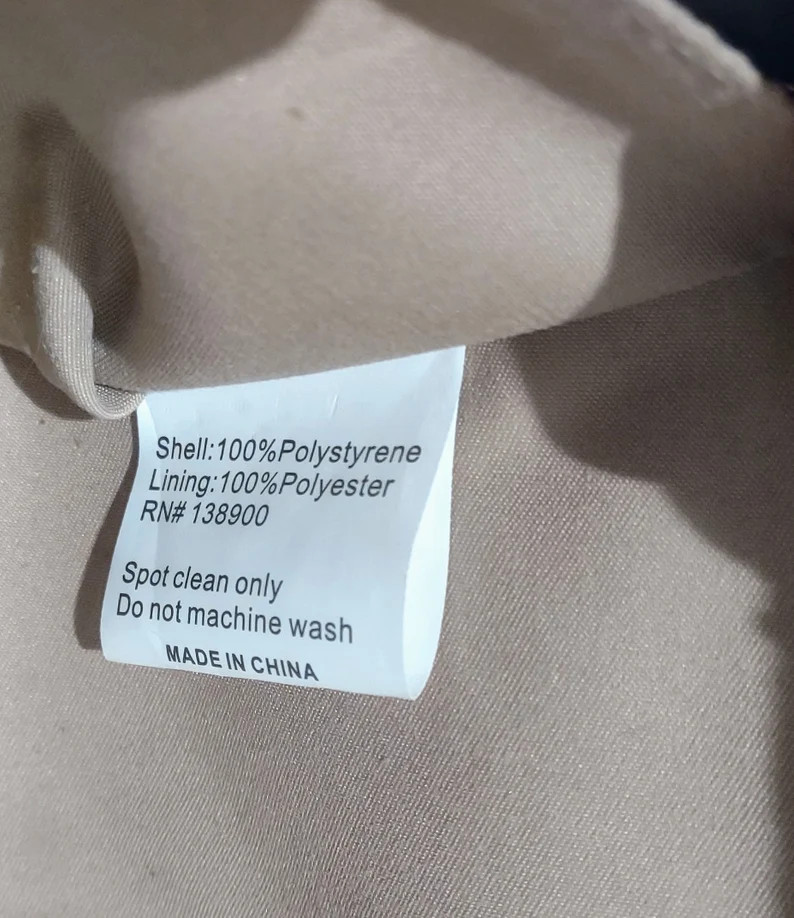 Shell:100%Polystyrene
Lining:100%Polyester
RN# 138900
Spot clean only
Do not machine wash
MADE IN CHINA